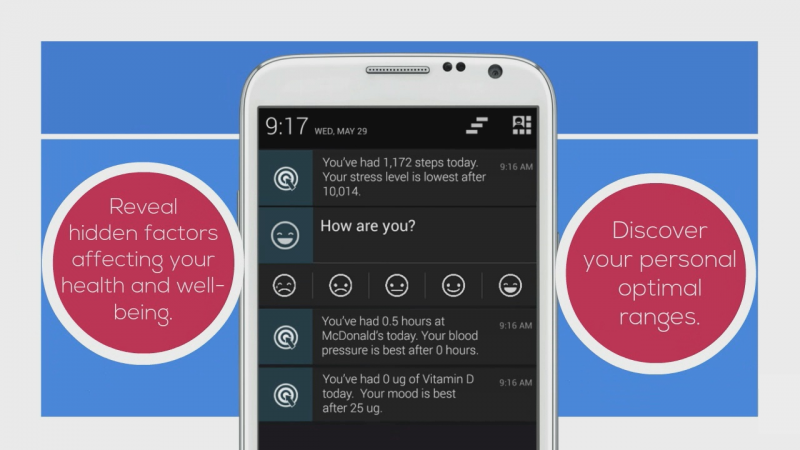 9:17 WED, MAY 29
You've had 1,172 steps today.
Your stress level is lowest after
10,014.
9:16 AM
How are you?
You've had 0.5 hours at
McDonald's today. Your blood
pressure is best after 0 hours.
9:16 AM
You've had 0 ug of Vitamin D
today.  Your mood is best
after 25 ug.
9:16 AM
Reveal
hidden factors
affecting your
health and well-
being.
Discover
your personal
optimal
ranges.